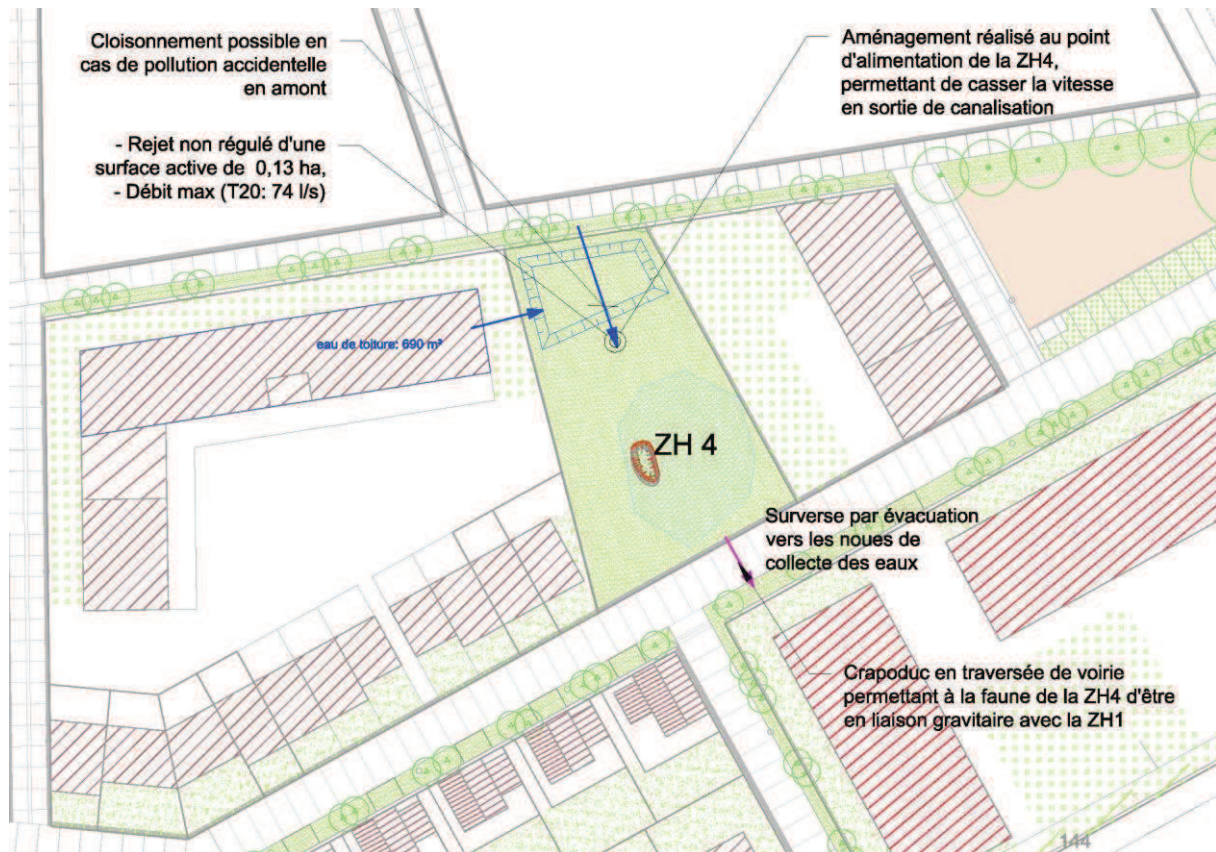 Cloisonnement possible en
cas de pollution accidentelle
en amont
Aménagement réalisé au point
d'alimentation de la ZH4,
permettant de casser la vitesse
en sortie de canalisation
- Rejet non régulé d'une
surface active de 0,13 ha,
- Débit max (T20: 74 l/s)
eau de toiture: 690 m²
ZH 4
Surverse par évacuation
vers les noues de
collecte des eaux
Crapoduc en traversée de voirie
permettant à la faune de la ZH4 d'être
en liaison gravitaire avec la ZH1
144